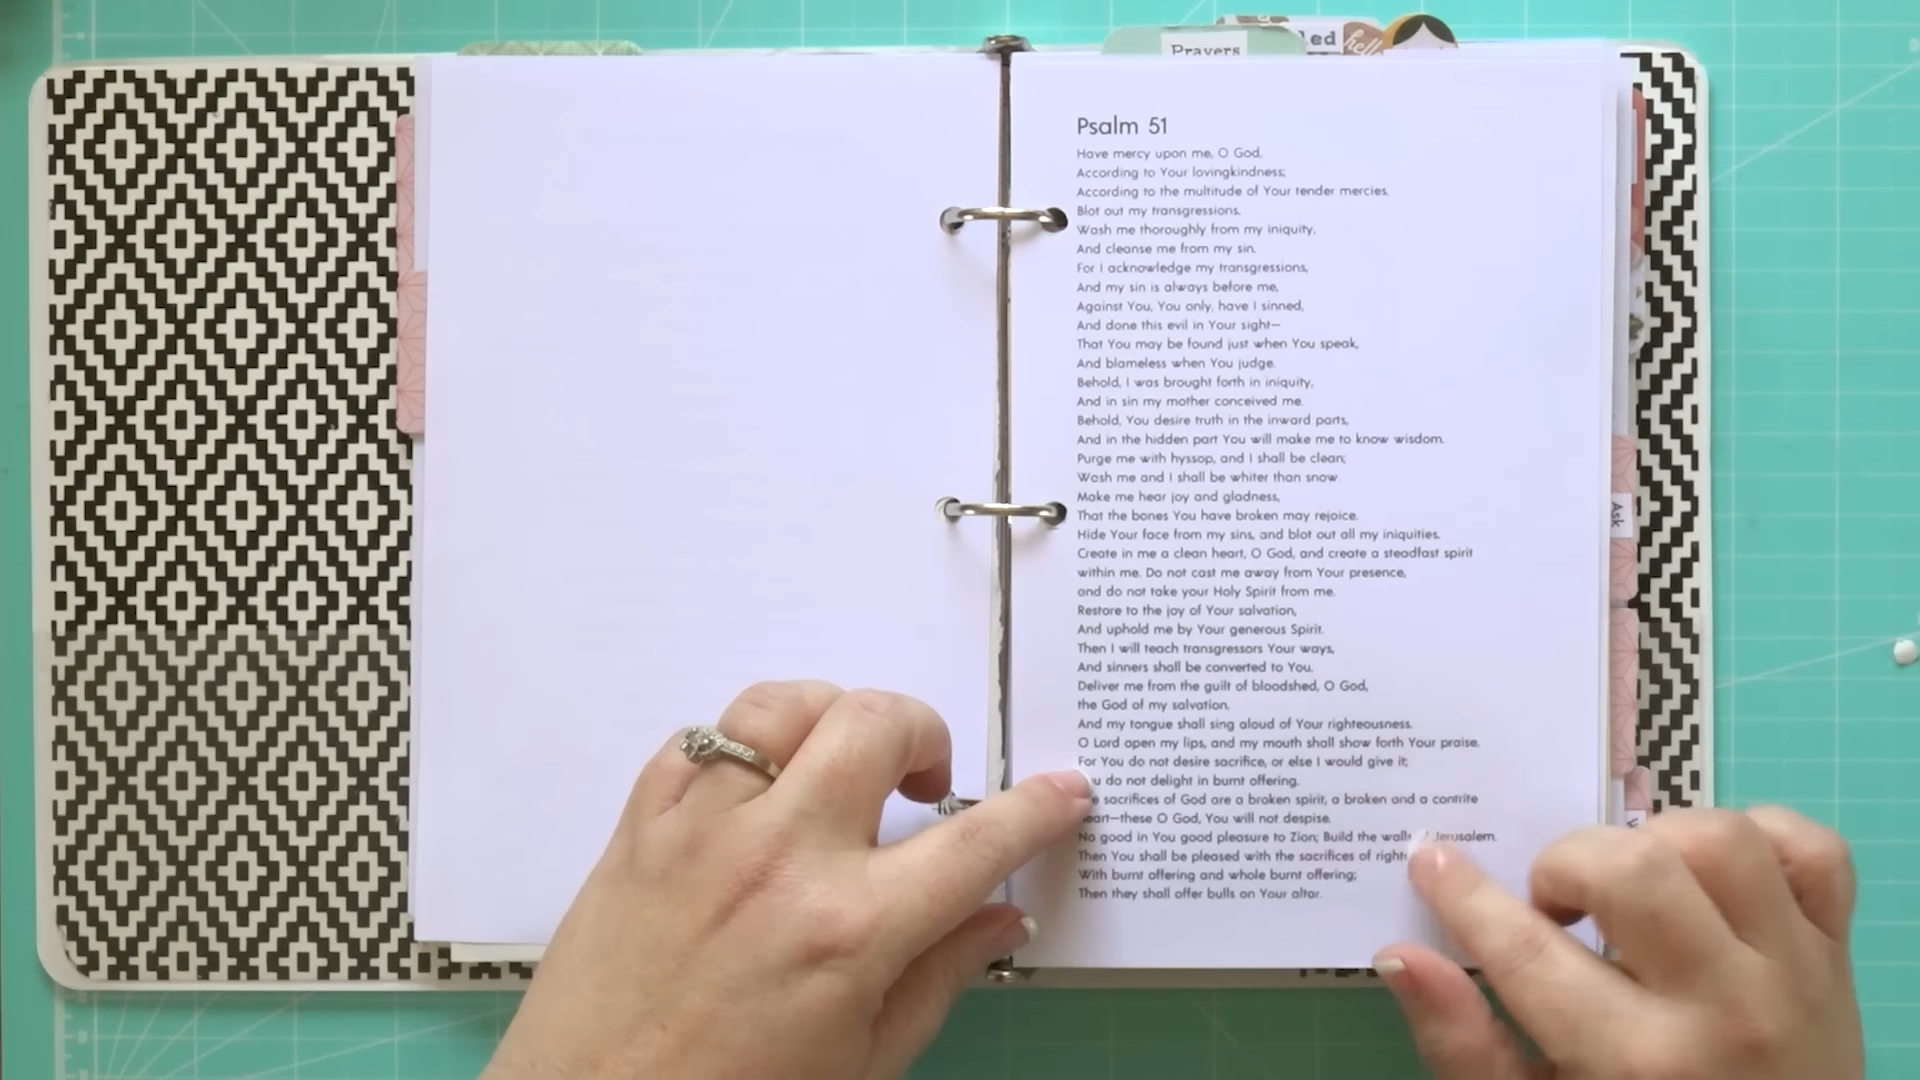 Prayers
led
hello
Psalm 51
Have mercy upon me, O God,
According to Your lovingkindness;
According to the multitude of Your tender mercies,
Blot out my transgressions.
Wash me thoroughly from my iniquity,
And cleanse me from my sin.
For I acknowledge my transgressions,
And my sin is always before me,
Against You, You only, have I sinned,
And done this evil in Your sight—
That You may be found just when You speak,
And blameless when You judge.
Behold, I was brought forth in iniquity,
And in sin my mother conceived me.
Behold, You desire truth in the inward parts,
And in the hidden part You will make me to know wisdom.
Purge me with hyssop, and I shall be clean;
Wash me and I shall be whiter than snow.
Make me hear joy and gladness,
That the bones You have broken may rejoice.
Hide Your face from my sins, and blot out all my iniquities.
Create in me a clean heart, O God, and create a steadfast spirit
within me. Do not cast me away from Your presence,
and do not take your Holy Spirit from me.
Restore to the joy of Your salvation,
And uphold me by Your generous Spirit.
Then I will teach transgressors Your ways,
And sinners shall be converted to You.
Deliver me from the guilt of bloodshed, O God,
the God of my salvation,
And my tongue shall sing aloud of Your righteousness.
O Lord open my lips, and my mouth shall show forth Your praise.
For You do not desire sacrifice, or else I would give it;
do not delight in burnt offering.
sacrifices of God are a broken spirit, a broken and a contrite
heart—these O God, You will not despise.
No good in You good pleasure to Zion; Build the walls Jerusalem.
Then You shall be pleased with the sacrifices of
With burnt offering and whole burnt offering;
Then they shall offer bulls on Your altar.
Ask